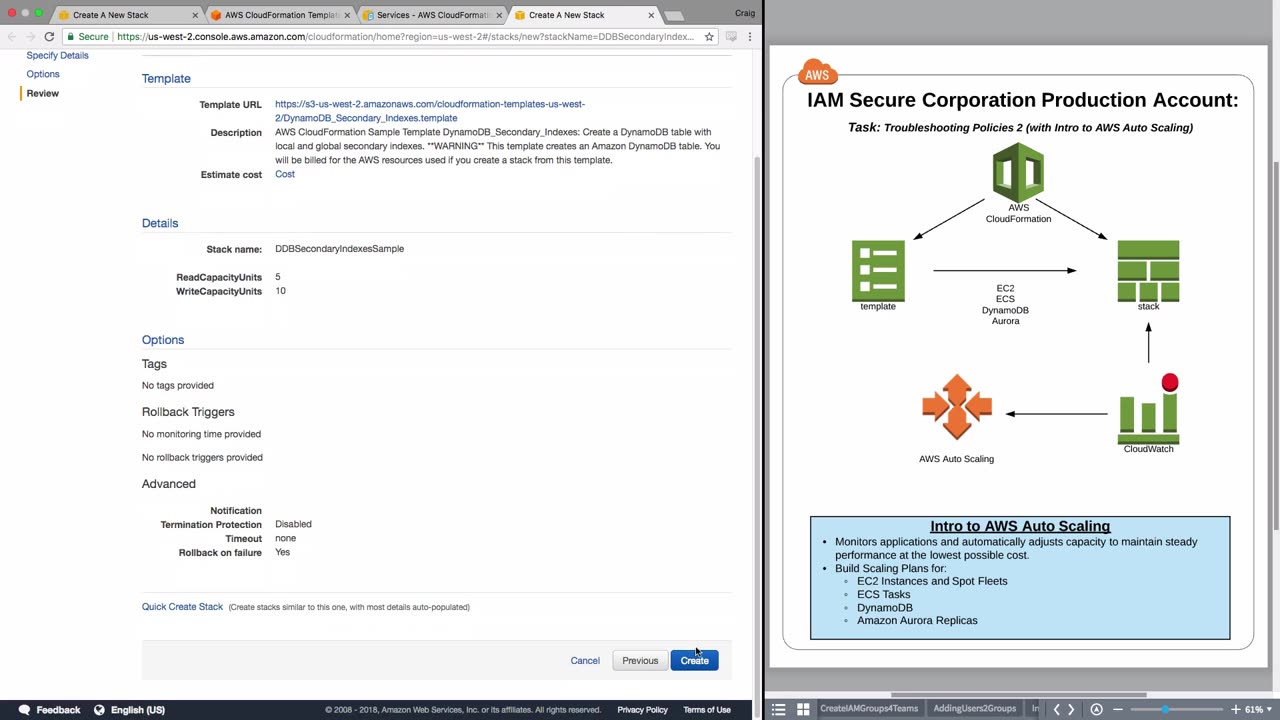 Create A New Stack
AWS CloudFormation Templat
Services - AWS CloudFormati
Create A New Stack
Craig
Secure
https://us-west-2.console.aws.amazon.com/cloudformation/home?region=us-west-2#/stacks/new?stackName=DDBSecondaryIndex...
Specify Details
Options
Review
Template
Template URL
https://s3-us-west-2.amazonaws.com/cloudformation-templates-us-west-
2/DynamoDB_Secondary_Indexes.template
Description
AWS CloudFormation Sample Template DynamoDB_Secondary_Indexes: Create a DynamoDB table with
local and global secondary indexes. **WARNING** This template creates an Amazon DynamoDB table. You
will be billed for the AWS resources used if you create a stack from this template.
Estimate cost
Cost
Details
Stack name:
DDBSecondaryIndexesSample
ReadCapacityUnits
5
WriteCapacityUnits
10
Options
Tags
No tags provided
Rollback Triggers
No monitoring time provided
No rollback triggers provided
Advanced
Notification
Termination Protection
Disabled
Timeout
none
Rollback on failure
Yes
Quick Create Stack
(Create stacks similar to this one, with most details auto-populated)
Cancel
Previous
Create
Feedback
English (US)
© 2008 - 2018, Amazon Web Services, Inc. or its affiliates. All rights reserved.
Privacy Policy
Terms of Use
AWS
IAM Secure Corporation Production Account:
Task: Troubleshooting Policies 2 (with Intro to AWS Auto Scaling)
AWS
CloudFormation
template
EC2
ECS
DynamoDB
Aurora
stack
AWS Auto Scaling
CloudWatch
Intro to AWS Auto Scaling
• Monitors applications and automatically adjusts capacity to maintain steady
performance at the lowest possible cost.
• Build Scaling Plans for:
◦ EC2 Instances and Spot Fleets
◦ ECS Tasks
◦ DynamoDB
◦ Amazon Aurora Replicas
CreateIAMGroups4Teams
AddingUsers2Groups
61%